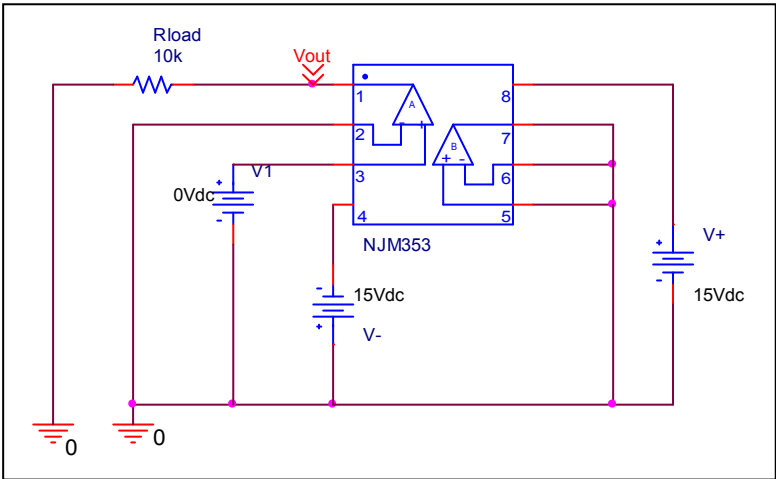 Rload
10k
Vout
1
8
A
- +
2
7
B
+ -
3
6
+
V1
0Vdc
-
4
5
NJM353
V+
+
-
15Vdc
-
15Vdc
+
V-
0
0